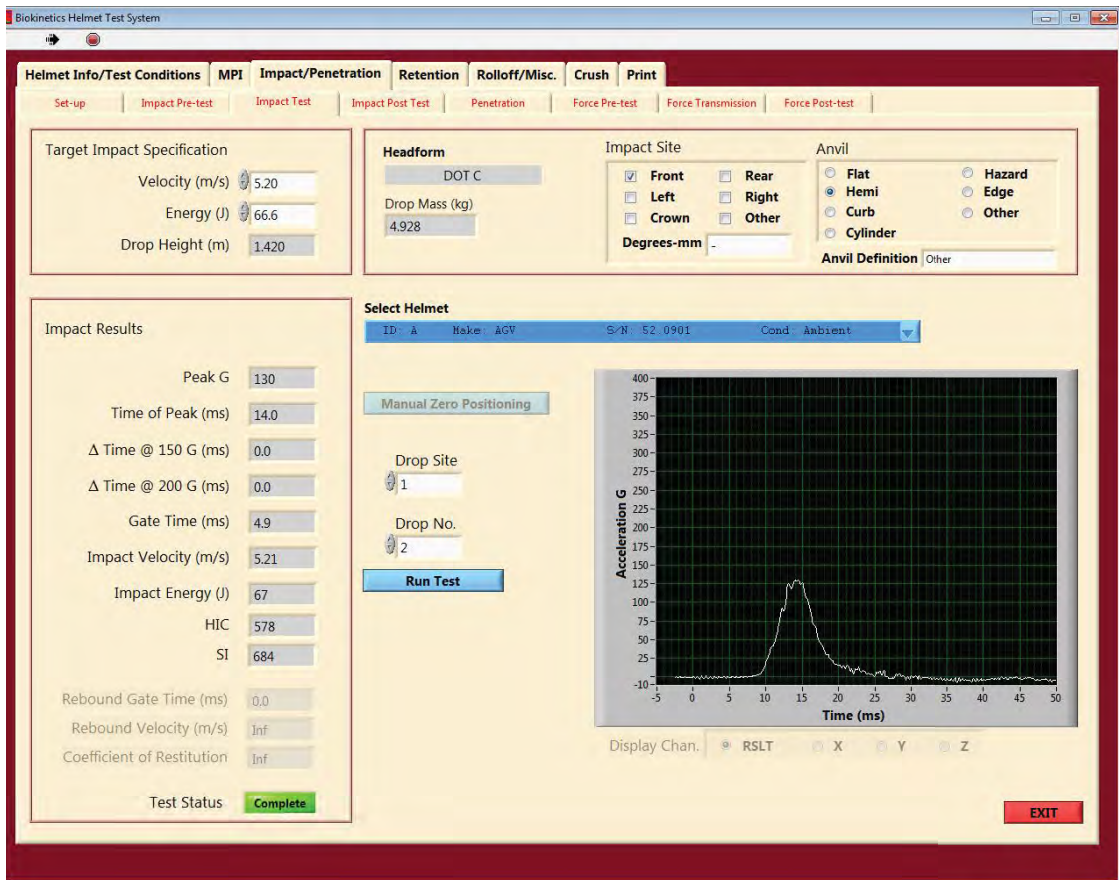 Biokinetics Helmet Test System
Helmet Info/Test Conditions MPI Impact/Penetration Retention Rolloff/Misc. Crush Print
Set-up Impact Pre-test Impact Test Impact Post Test Penetration Force Pre-test Force Transmission Force Post-test
Target Impact Specification
Velocity (m/s) 5.20
Energy (J) 66.6
Drop Height (m) 1.420
Headform
DOT C
Drop Mass (kg)
4.928
Impact Site
Front Rear
Left Right
Crown Other
Degrees-mm -
Anvil
Flat Hazard
Hemi Edge
Curb Other
Cylinder
Anvil Definition Other
Impact Results
Peak G 130
Time of Peak (ms) 14.0
Δ Time @ 150 G (ms) 0.0
Δ Time @ 200 G (ms) 0.0
Gate Time (ms) 4.9
Impact Velocity (m/s) 5.21
Impact Energy (J) 67
HIC 578
SI 684
Rebound Gate Time (ms) 0.0
Rebound Velocity (m/s) Inf
Coefficient of Restitution Inf
Test Status Complete
Select Helmet
ID: A Make: AGV S/N: 52 0901 Cond: Ambient
Manual Zero Positioning
Drop Site
1
Drop No.
2
Run Test
Acceleration G
400
375
350
325
300
275
250
225
200
175
150
125
100
75
50
25
-10
-5 0 5 10 15 20 25 30 35 40 45 50
Time (ms)
Display Chan. RSLT X Y Z
EXIT